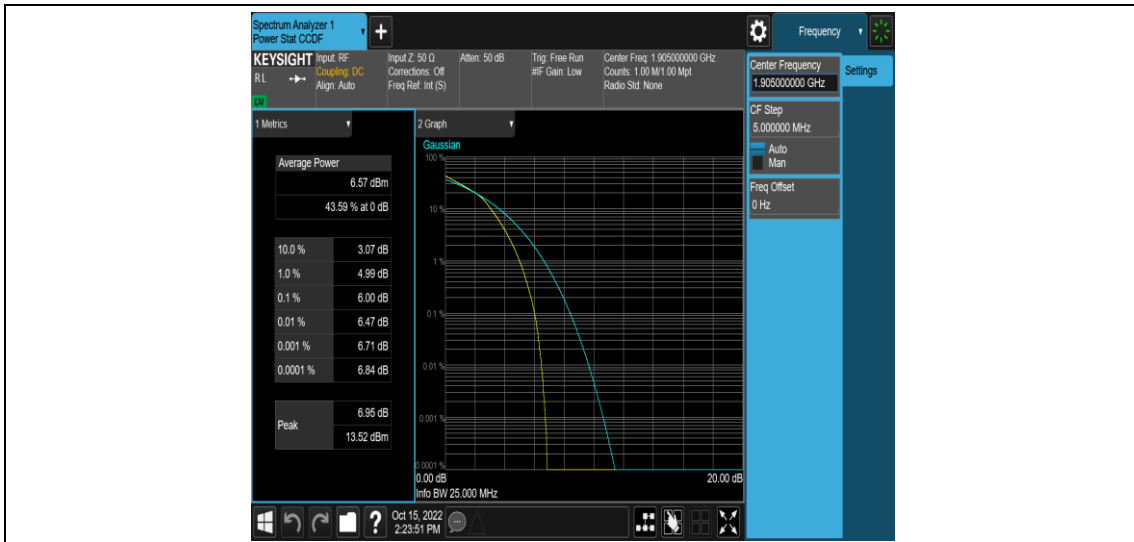 Spectrum Analyzer 1
Power Stat CCDF
+
Frequency
KEYSIGHT
Input: RF
Coupling: DC
Align: Auto
Input Z: 50 Ω
Corrections: Off
Freq Ref: Int (S)
Atten: 50 dB
Trig: Free Run
#IF Gain: Low
Center Freq: 1.905000000 GHz
Counts: 1.00 M/1.00 Mpt
Radio Std: None
RL
LXI
Center Frequency
1.905000000 GHz
Settings
CF Step
5.000000 MHz
Auto
Man
Freq Offset
0 Hz
1 Metrics
Average Power
6.57 dBm
43.59 % at 0 dB
10.0 % 3.07 dB
1.0 % 4.99 dB
0.1 % 6.00 dB
0.01 % 6.47 dB
0.001 % 6.71 dB
0.0001 % 6.84 dB
Peak
6.95 dB
13.52 dBm
2 Graph
Gaussian
100 %
10 %
1 %
0.1 %
0.01 %
0.001 %
0.0001 %
0.00 dB
20.00 dB
Info BW 25.000 MHz
?
Oct 15, 2022
2:23:51 PM